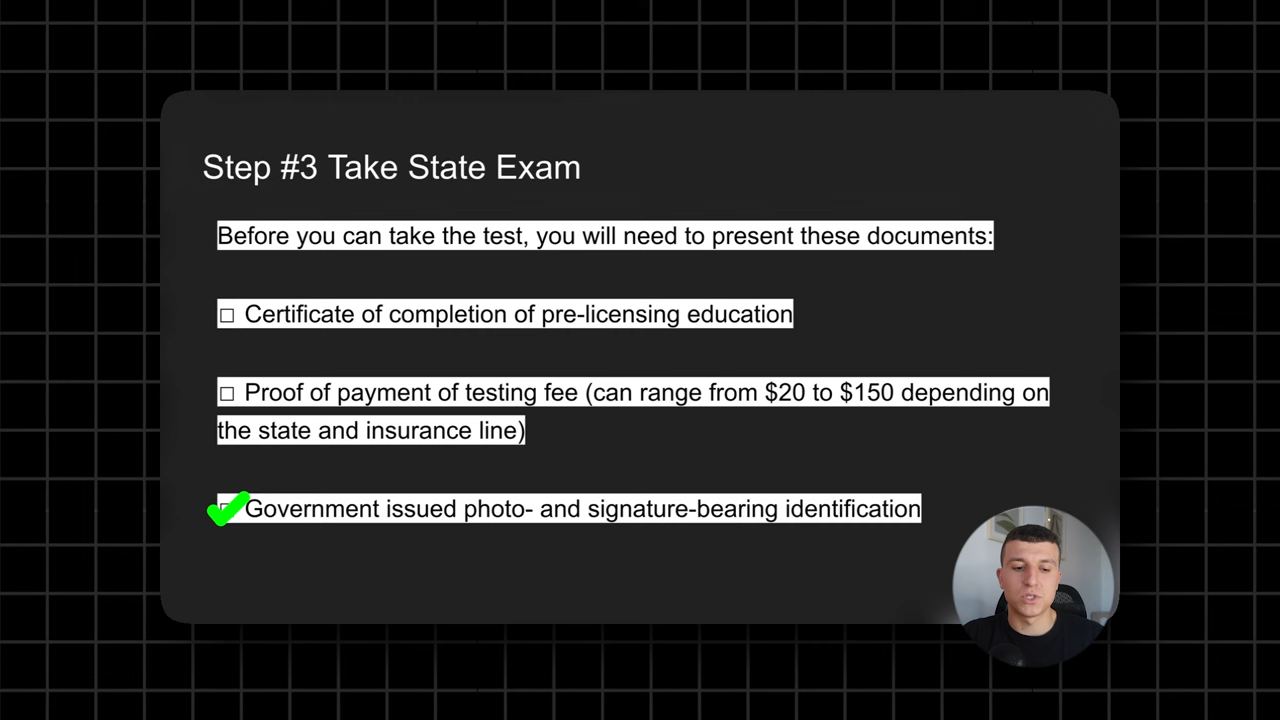 Step #3 Take State Exam
Before you can take the test, you will need to present these documents:
□ Certificate of completion of pre-licensing education
□ Proof of payment of testing fee (can range from $20 to $150 depending on
the state and insurance line)
□ Government issued photo- and signature-bearing identification